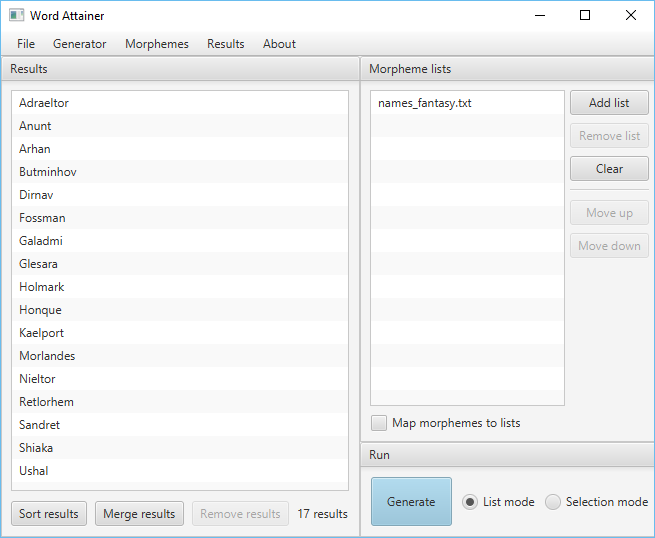 Word Attainer
File Generator Morphemes Results About
Results
Adraeltor
Anunt
Arhan
Butminhov
Dirnav
Fossman
Galadmi
Glesara
Holmark
Honque
Kaelport
Morlandes
Nieltor
Retlorhem
Sandret
Shiaka
Ushal
Sort results Merge results Remove results 17 results
Morpheme lists
names_fantasy.txt
Add list
Remove list
Clear
Move up
Move down
Map morphemes to lists
Run
Generate List mode Selection mode